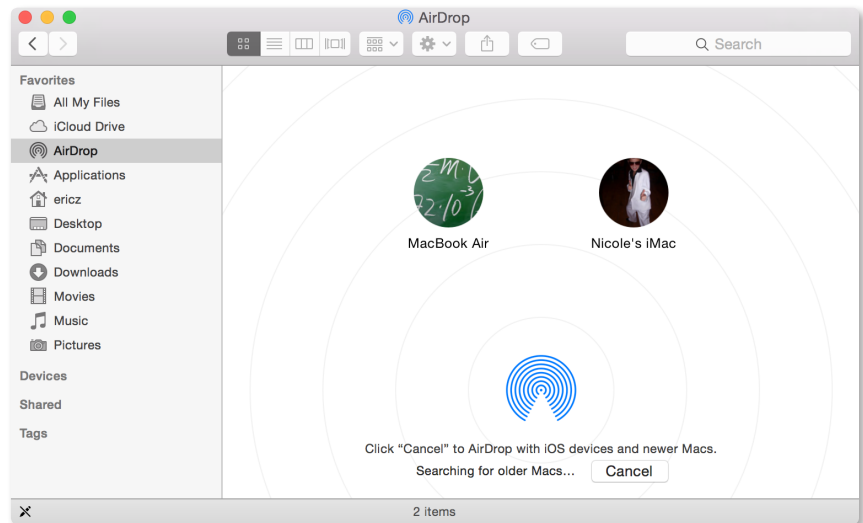 AirDrop
Search
Favorites
All My Files
iCloud Drive
AirDrop
Applications
ericz
Desktop
Documents
Downloads
Movies
Music
Pictures
Devices
Shared
Tags
MacBook Air
Nicole's iMac
Click “Cancel” to AirDrop with iOS devices and newer Macs.
Searching for older Macs... Cancel
2 items